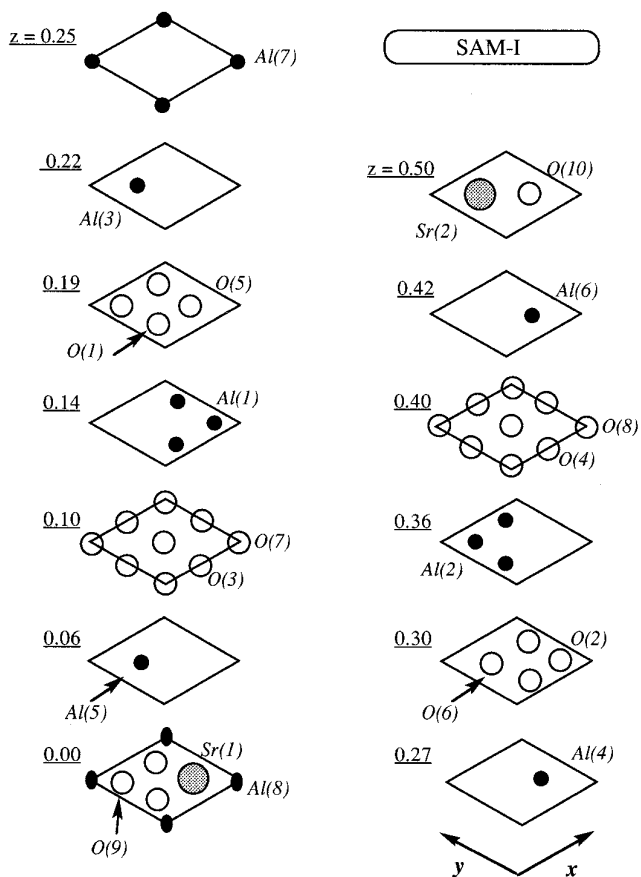 z = 0.25
Al(7)
SAM-I
0.22
Al(3)
z = 0.50
O(10)
Sr(2)
0.19
O(5)
O(1)
0.42
Al(6)
0.14
Al(1)
0.40
O(8)
O(4)
0.10
O(7)
O(3)
0.36
Al(2)
0.06
Al(5)
0.30
O(2)
O(6)
0.00
Sr(1)
Al(8)
O(9)
0.27
Al(4)
y
x